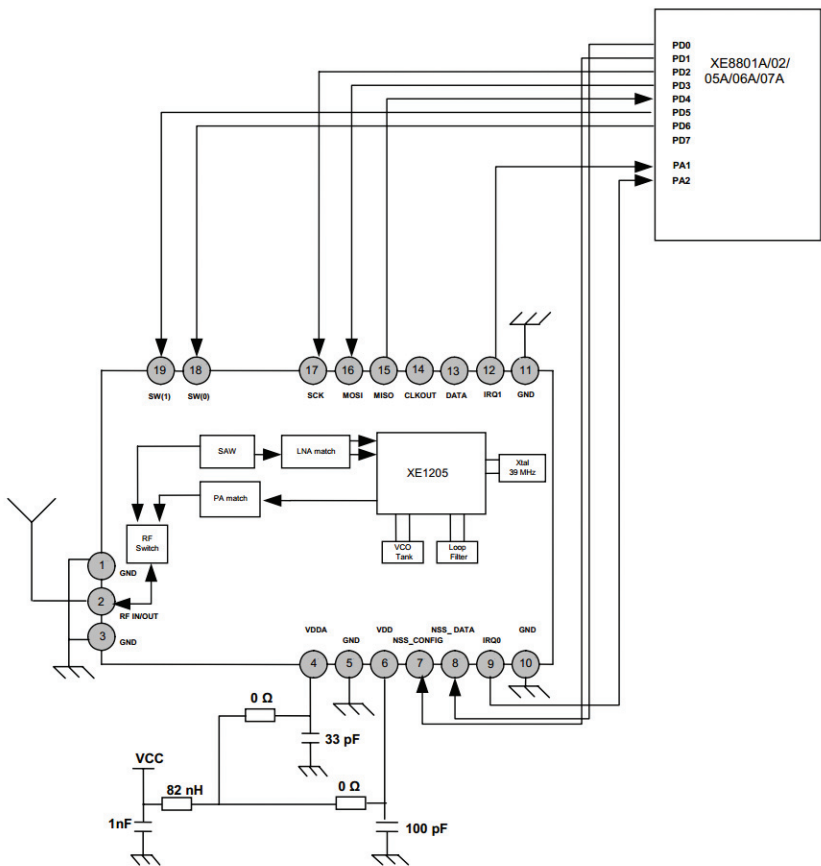 PD0
PD1
PD2
PD3
PD4
PD5
PD6
PD7
PA1
PA2
XE8801A/02/
05A/06A/07A
19
18
17
16
15
14
13
12
11
SW(1)
SW(0)
SCK
MOSI
MISO
CLKOUT
DATA
IRQ1
GND
SAW
LNA match
XE1205
Xtal
39 MHz
PA match
RF
Switch
VCO
Tank
Loop
Filter
1
GND
2
RF IN/OUT
3
GND
VDDA
GND
VDD
NSS_CONFIG
NSS_ DATA
IRQ0
GND
4
5
6
7
8
9
10
0 Ω
33 pF
VCC
82 nH
0 Ω
1nF
100 pF